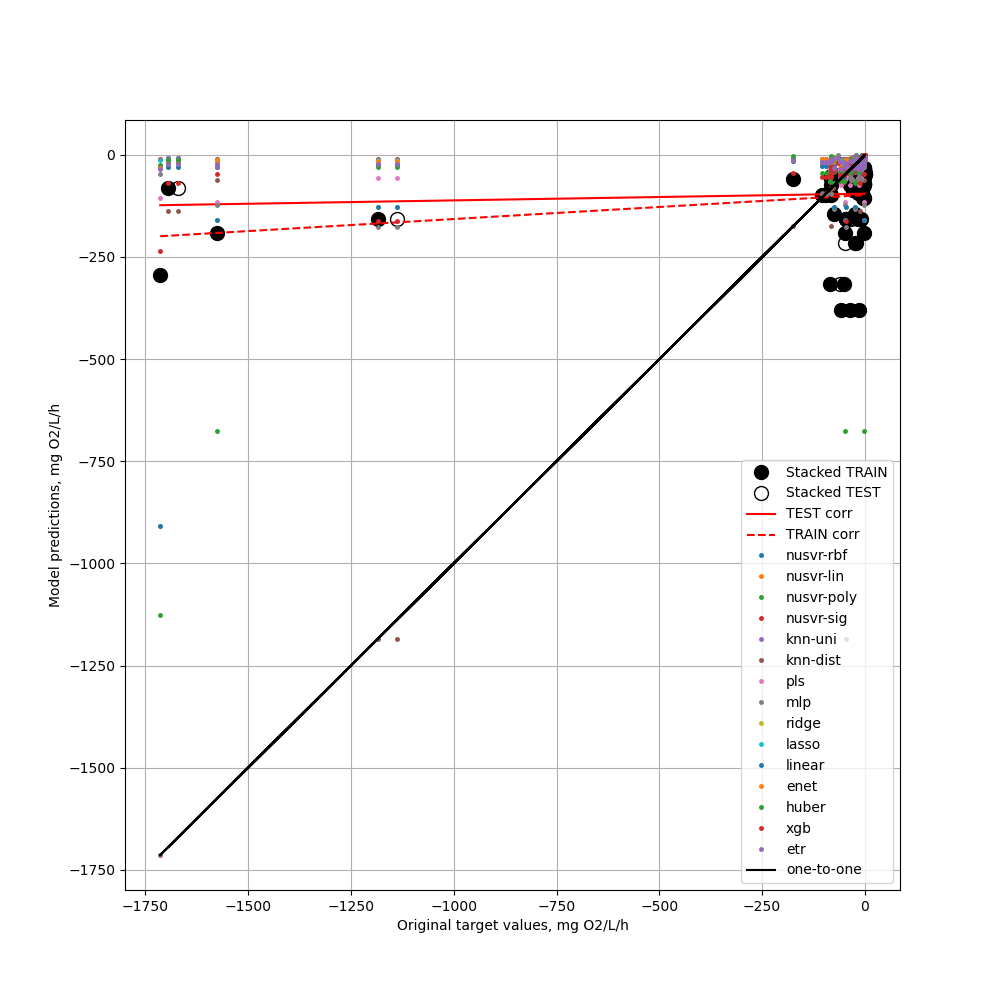 0
−250
−500
−750
−1000
−1250
−1500
−1750
Model predictions, mg O2/L/h
Stacked TRAIN
Stacked TEST
TEST corr
TRAIN corr
nusvr-rbf
nusvr-lin
nusvr-poly
nusvr-sig
knn-uni
knn-dist
pls
mlp
ridge
lasso
linear
enet
huber
xgb
etr
one-to-one
−1750 −1500 −1250 −1000 −750 −500 −250 0
Original target values, mg O2/L/h